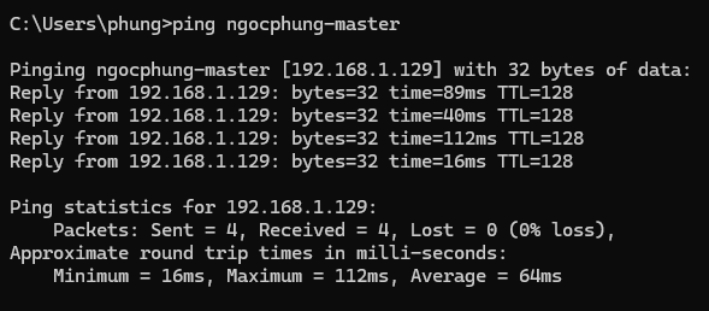 C:\Users\phung>ping ngocphung-master
Pinging ngocphung-master [192.168.1.129] with 32 bytes of data:
Reply from 192.168.1.129: bytes=32 time=89ms TTL=128
Reply from 192.168.1.129: bytes=32 time=40ms TTL=128
Reply from 192.168.1.129: bytes=32 time=112ms TTL=128
Reply from 192.168.1.129: bytes=32 time=16ms TTL=128
Ping statistics for 192.168.1.129:
    Packets: Sent = 4, Received = 4, Lost = 0 (0% loss),
Approximate round trip times in milli-seconds:
    Minimum = 16ms, Maximum = 112ms, Average = 64ms